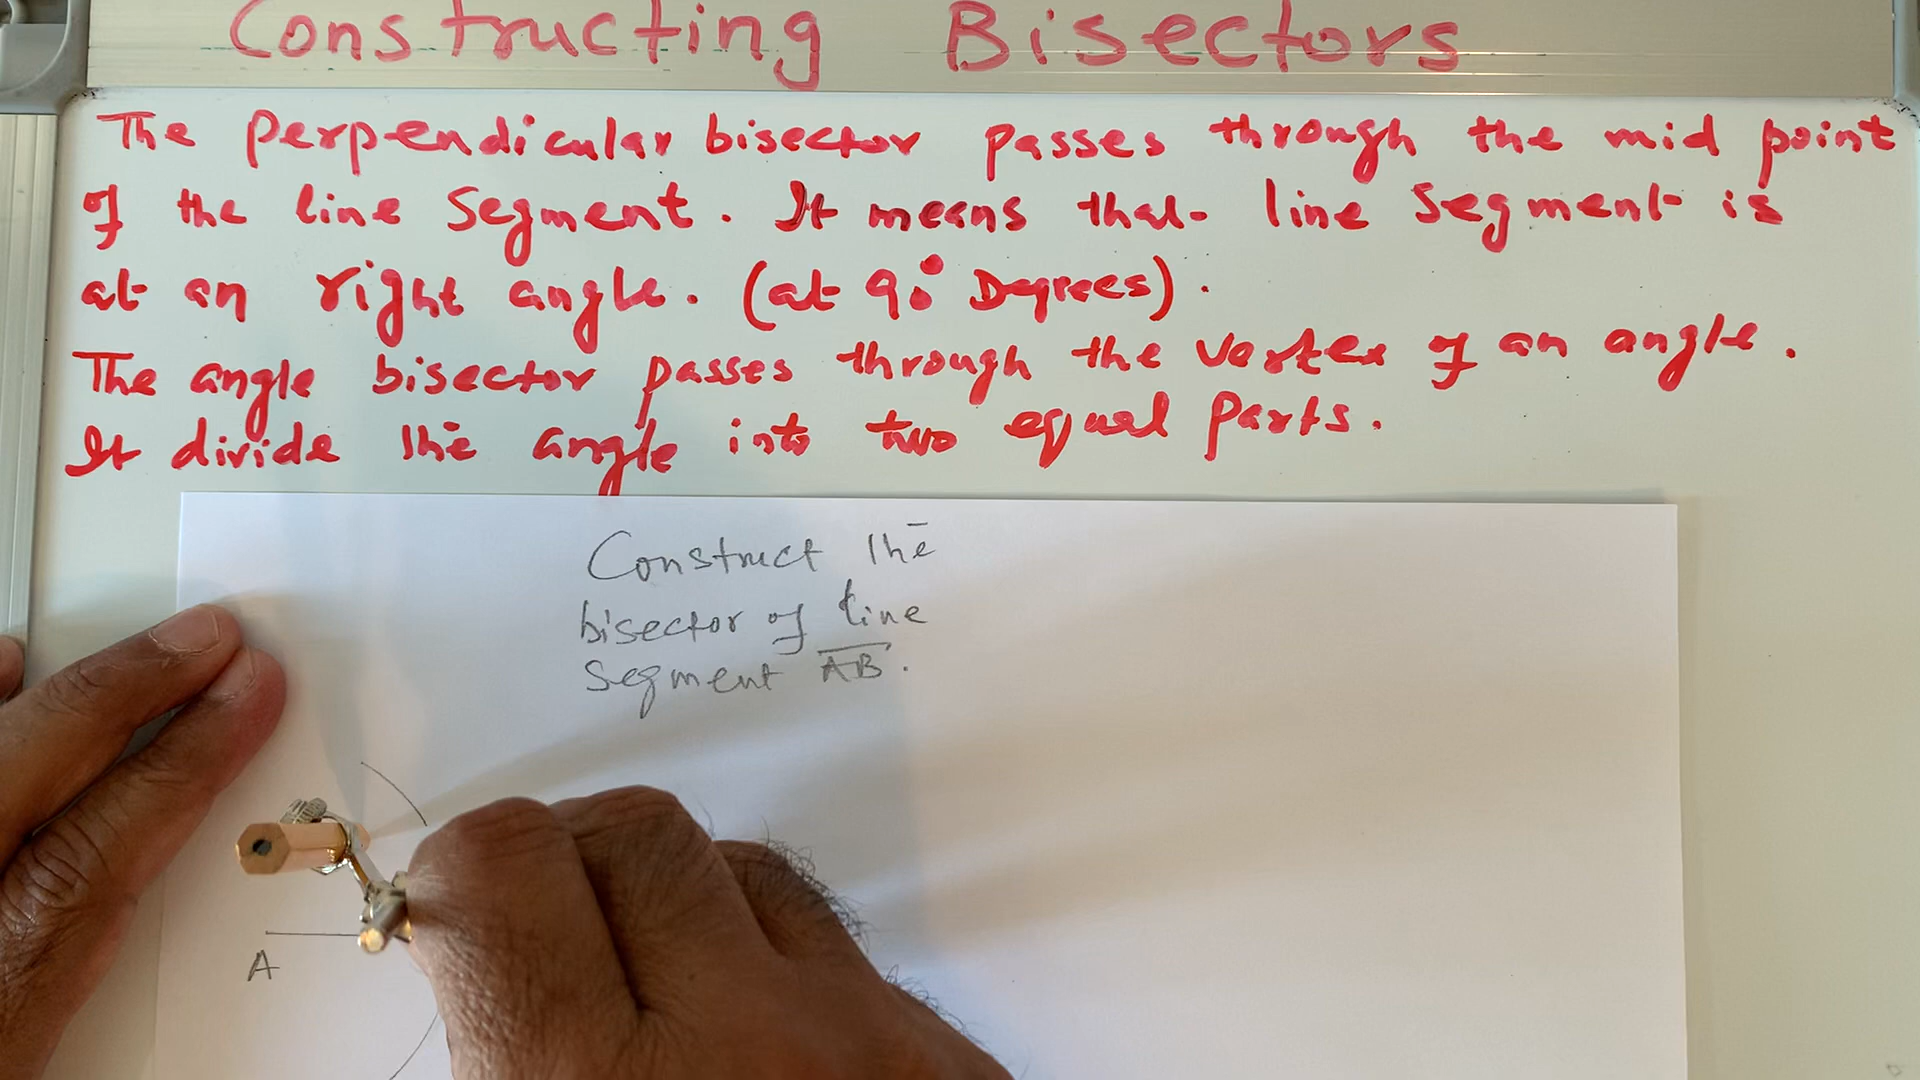 Constructing Bisectors
The perpendicular bisector passes through the mid point
of the line segment. It means that line segment is
at an right angle. (at 90° Degrees).
The angle bisector passes through the vertex of an angle.
It divide the angle into two equal parts.
Construct the
bisector of line
segment A̅B̅.
A